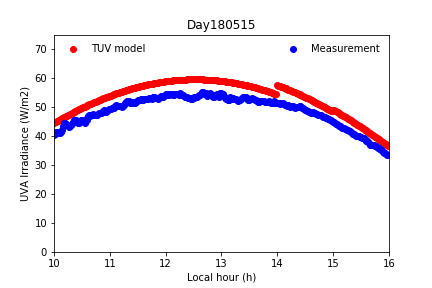 Day180515
TUV model
Measurement
UVA Irradiance (W/m2)
70
60
50
40
30
20
10
0
10 11 12 13 14 15 16
Local hour (h)